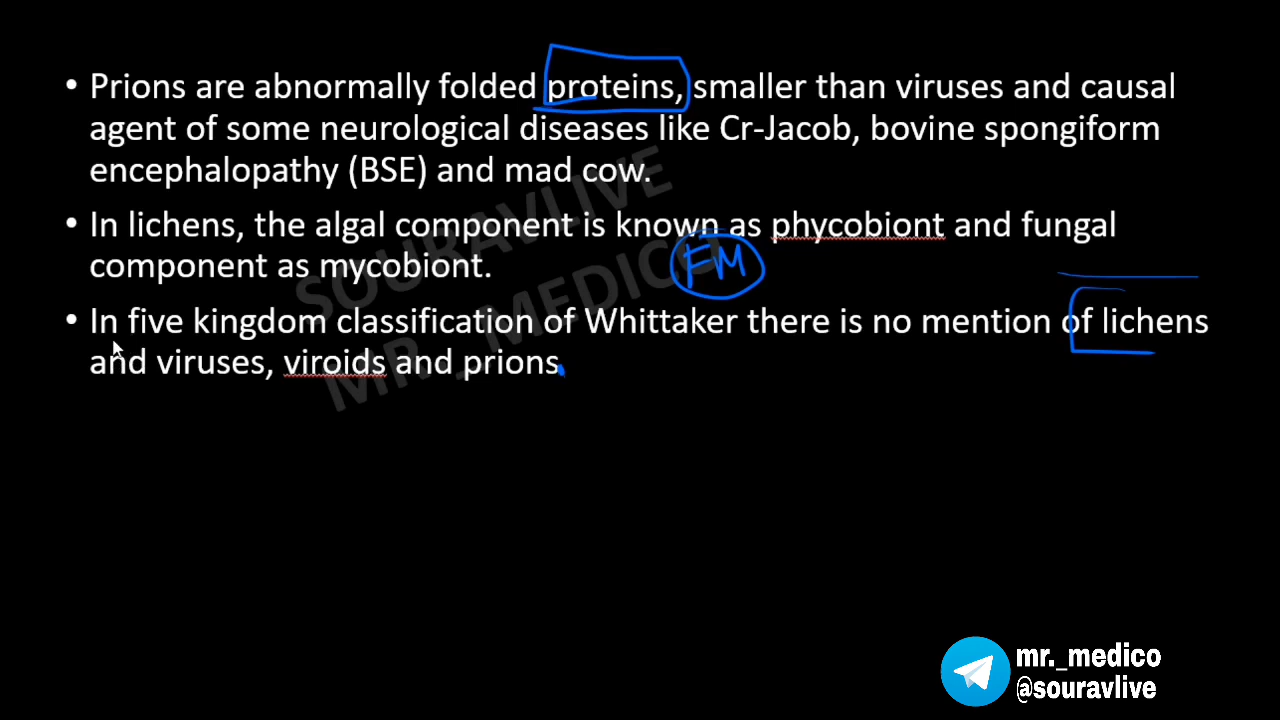 • Prions are abnormally folded proteins, smaller than viruses and causal
agent of some neurological diseases like Cr-Jacob, bovine spongiform
encephalopathy (BSE) and mad cow.
• In lichens, the algal component is known as phycobiont and fungal
component as mycobiont.
FM
• In five kingdom classification of Whittaker there is no mention of lichens
and viruses, viroids and prions.
SOURAVLIVE
MR_MEDICO
mr._medico
@souravlive